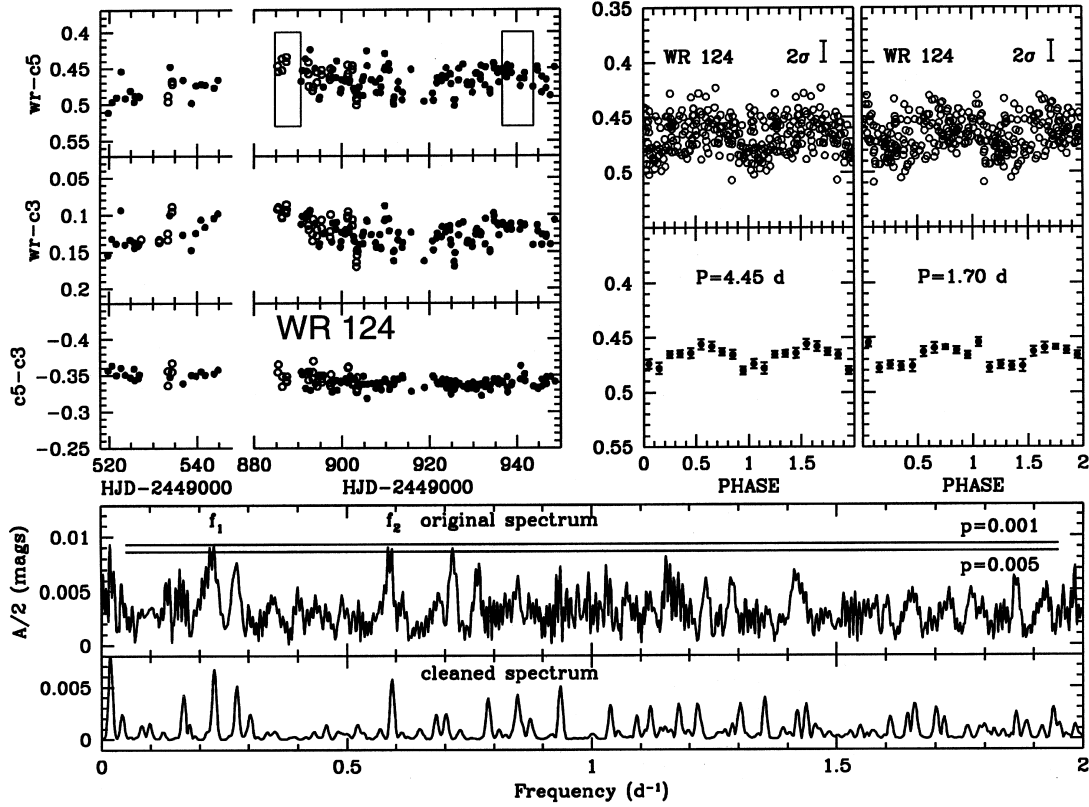 wr-c5
0.4
0.45
0.5
0.55
wr-c3
0.05
0.1
0.15
0.2
c5-c3
-0.4
-0.35
-0.3
-0.25
WR 124
520 540 880 900 920 940
HJD-2449000 HJD-2449000
0.35
0.4
0.45
0.5
WR 124 2σ
WR 124 2σ
0.4
0.45
0.5
0.55
P=4.45 d
P=1.70 d
0 0.5 1 1.5 0 0.5 1 1.5 2
PHASE PHASE
A/2 (mags)
0.01
0.005
0
f₁ f₂ original spectrum p=0.001
p=0.005
0.005
0
cleaned spectrum
0 0.5 1 1.5 2
Frequency (d⁻¹)